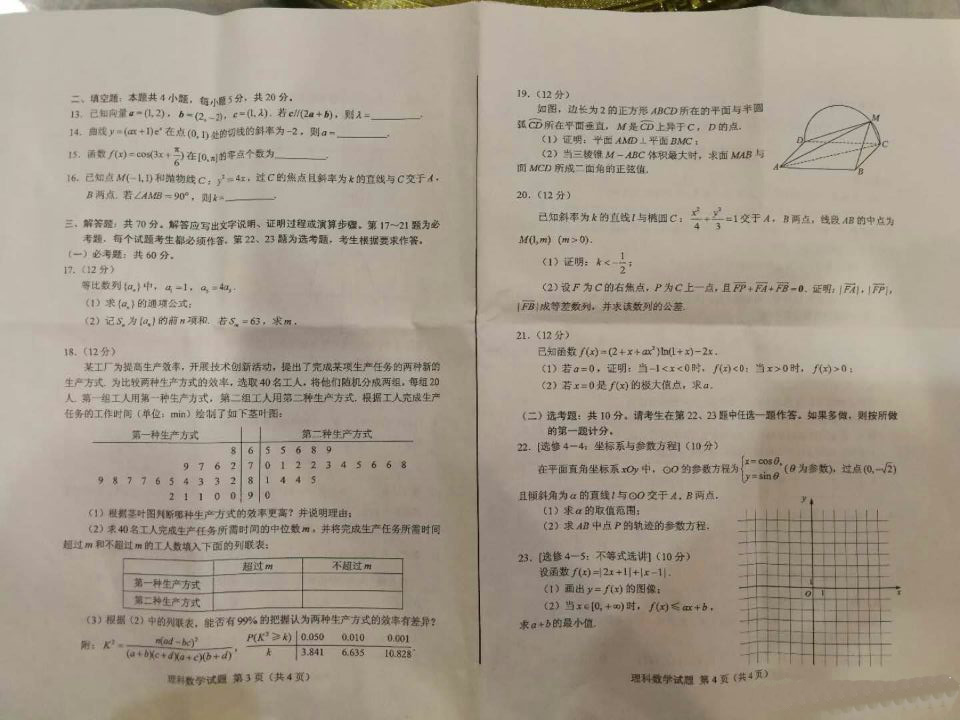 二、填空题：本题共4小题，每小题5分，共20分。
13. 已知向量a=(1,2)，b=(2,-2)，c=(1,λ). 若c//(2a+b)，则λ=________.
14. 曲线y=(ax+1)eˣ在点(0,1)处的切线的斜率为-2，则a=________.
15. 函数f(x)=cos(3x+π/6)在[0,π]的零点个数为________.
16. 已知点M(-1,1)和抛物线C：y²=4x，过C的焦点且斜率为k的直线与C交于A，
B两点. 若∠AMB=90°，则k=________.
三、解答题：共70分。解答应写出文字说明、证明过程或演算步骤。第17～21题为必
考题，每个试题考生都必须作答。第22、23题为选考题，考生根据要求作答。
（一）必考题：共60分。
17.（12分）
等比数列{aₙ}中，a₁=1，a₅=4a₃.
（1）求{aₙ}的通项公式；
（2）记Sₙ为{aₙ}的前n项和. 若Sₘ=63，求m.
18.（12分）
某工厂为提高生产效率，开展技术创新活动，提出了完成某项生产任务的两种新的
生产方式. 为比较两种生产方式的效率，选取40名工人，将他们随机分成两组，每组20
人. 第一组工人用第一种生产方式，第二组工人用第二种生产方式. 根据工人完成生产
任务的工作时间（单位：min）绘制了如下茎叶图：
第一种生产方式 第二种生产方式
8 6 5 5 6 8 9
9 7 6 2 7 0 1 2 2 3 4 5 6 6 8
9 8 7 7 6 5 4 3 3 2 8 1 4 4 5
2 1 1 0 0 9 0
（1）根据茎叶图判断哪种生产方式的效率更高？并说明理由；
（2）求40名工人完成生产任务所需时间的中位数m，并将完成生产任务所需时间
超过m和不超过m的工人数填入下面的列联表：
超过m 不超过m
第一种生产方式
第二种生产方式
（3）根据（2）中的列联表，能否有99%的把握认为两种生产方式的效率有差异？
附：K²=n(ad-bc)²/((a+b)(c+d)(a+c)(b+d))， P(K²≥k) 0.050 0.010 0.001
k 3.841 6.635 10.828
理科数学试题 第3页（共4页）
19.（12分）
如图，边长为2的正方形ABCD所在的平面与半圆
弧CD所在平面垂直，M是CD上异于C，D的点.
（1）证明：平面AMD⊥平面BMC；
（2）当三棱锥M-ABC体积最大时，求面MAB与
面MCD所成二面角的正弦值.
M
D
C
A
B
20.（12分）
已知斜率为k的直线l与椭圆C：x²/4+y²/3=1交于A，B两点，线段AB的中点为
M(1,m)（m>0）.
（1）证明：k<-1/2；
（2）设F为C的右焦点，P为C上一点，且FP+FA+FB=0. 证明：|FA|，|FP|，
|FB|成等差数列，并求该数列的公差.
21.（12分）
已知函数f(x)=(2+x+ax²)ln(1+x)-2x.
（1）若a=0，证明：当-1<x<0时，f(x)<0；当x>0时，f(x)>0；
（2）若x=0是f(x)的极大值点，求a.
（二）选考题：共10分。请考生在第22、23题中任选一题作答。如果多做，则按所做
的第一题计分。
22. [选修4－4：坐标系与参数方程]（10分）
在平面直角坐标系xOy中，⊙O的参数方程为{x=cosθ, y=sinθ（θ为参数），过点(0,-√2)
且倾斜角为α的直线l与⊙O交于A，B两点.
（1）求α的取值范围；
（2）求AB中点P的轨迹的参数方程.
23. [选修4－5：不等式选讲]（10分）
设函数f(x)=|2x+1|+|x-1|.
（1）画出y=f(x)的图像；
（2）当x∈[0,+∞)时，f(x)≤ax+b，
求a+b的最小值.
y
1
O 1 x
理科数学试题 第4页（共4页）